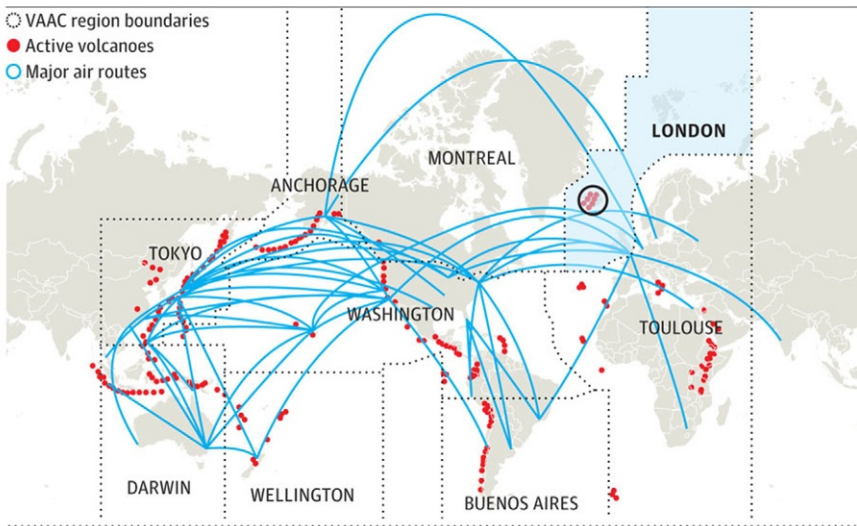 VAAC region boundaries
Active volcanoes
Major air routes
LONDON
MONTREAL
ANCHORAGE
TOKYO
WASHINGTON
TOULOUSE
DARWIN
WELLINGTON
BUENOS AIRES